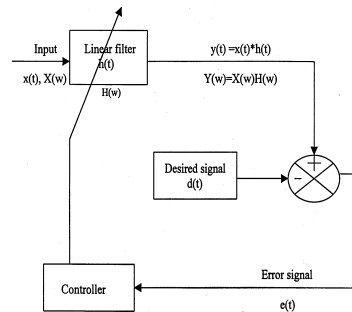 Input
x(t), X(w)
Linear filter
h(t)
H(w)
y(t) =x(t)*h(t)
Y(w)=X(w)H(w)
+
-
Desired signal
d(t)
Controller
Error signal
e(t)